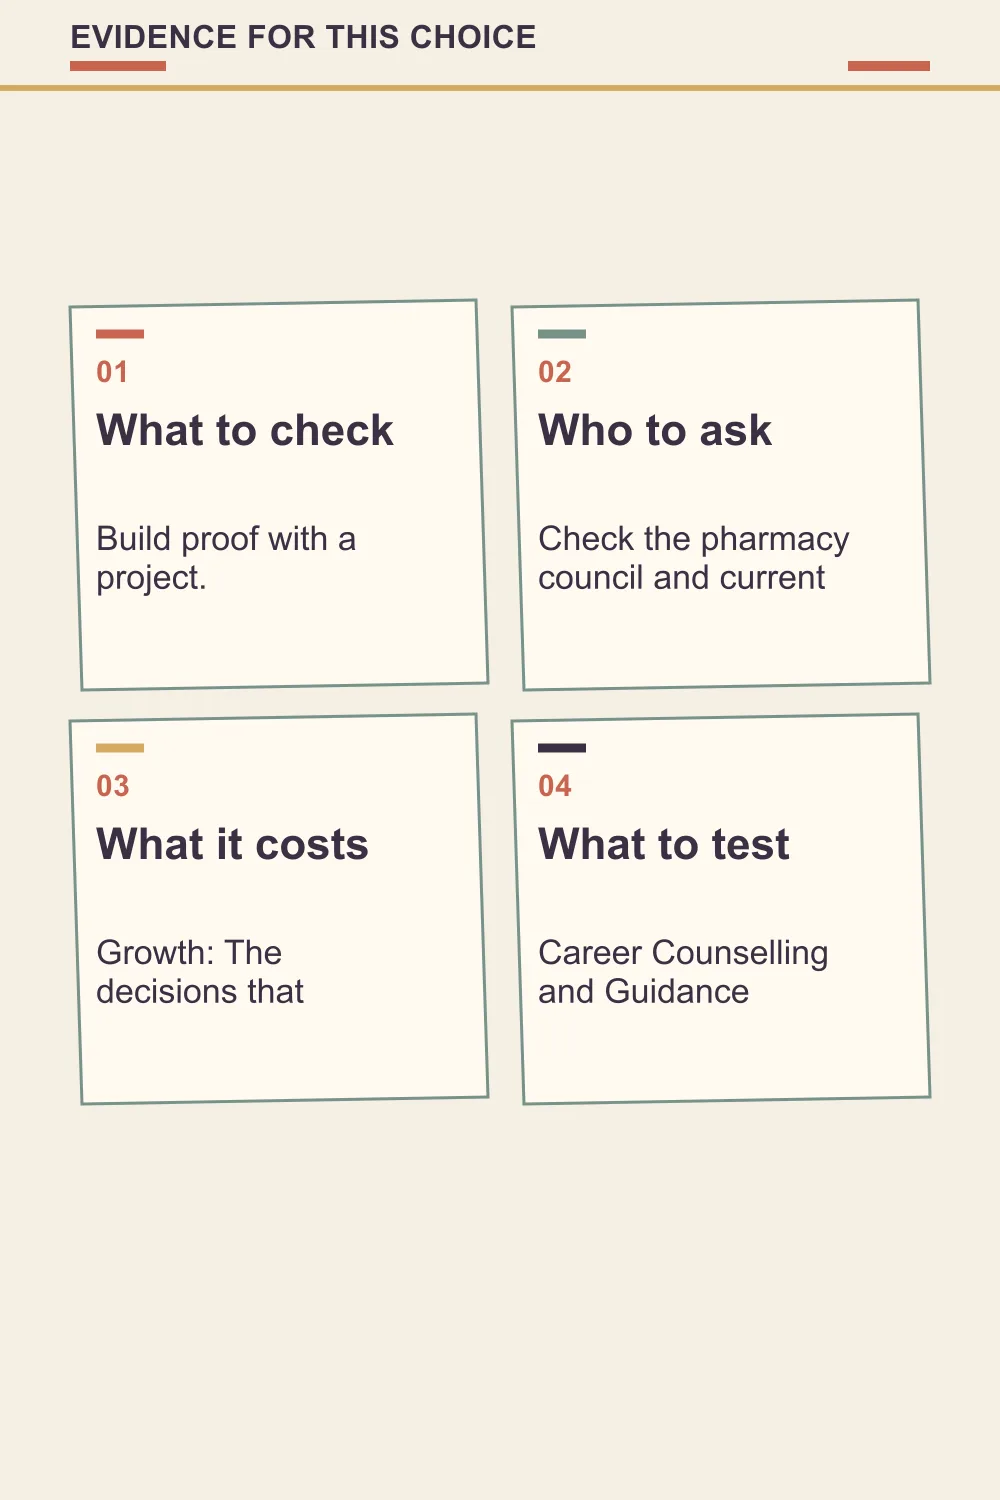 EVIDENCE FOR THIS CHOICE
01
What to check
Build proof with a
project.
02
Who to ask
Check the pharmacy
council and current
03
What it costs
Growth: The
decisions that
04
What to test
Career Counselling
and Guidance